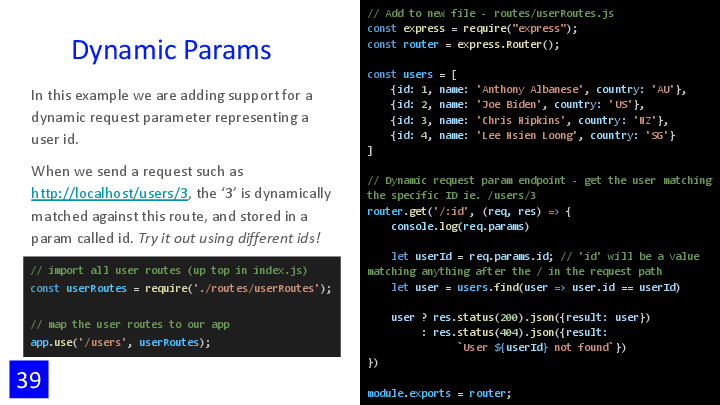 Dynamic Params
In this example we are adding support for a
dynamic request parameter representing a
user id.
When we send a request such as
http://localhost/users/3, the ‘3’ is dynamically
matched against this route, and stored in a
param called id. Try it out using different ids!
// import all user routes (up top in index.js)
const userRoutes = require('./routes/userRoutes');
// map the user routes to our app
app.use('/users', userRoutes);
39
// Add to new file - routes/userRoutes.js
const express = require("express");
const router = express.Router();
const users = [
{id: 1, name: 'Anthony Albanese', country: 'AU'},
{id: 2, name: 'Joe Biden', country: 'US'},
{id: 3, name: 'Chris Hipkins', country: 'NZ'},
{id: 4, name: 'Lee Hsien Loong', country: 'SG'}
]
// Dynamic request param endpoint - get the user matching
the specific ID ie. /users/3
router.get('/:id', (req, res) => {
console.log(req.params)
let userId = req.params.id; // 'id' will be a value
matching anything after the / in the request path
let user = users.find(user => user.id == userId)
user ? res.status(200).json({result: user})
: res.status(404).json({result:
`User ${userId} not found`})
})
module.exports = router;